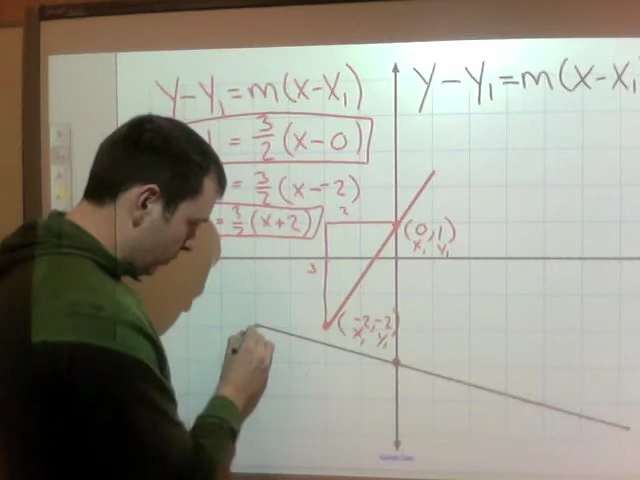 Y-Y₁=m(X-X₁)
Y-Y₁=m(X-X₁
1 = 3/2 (X-0)
= 3/2 (X--2)
= 3/2 (X+2)
2
3
(0,1)
X₁ Y₁
(-2,-2)
X₁ Y₁